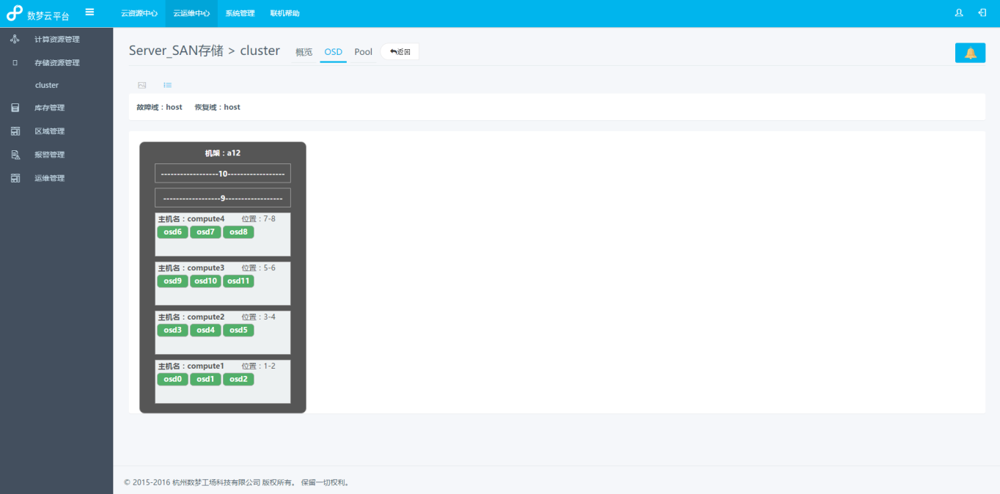 数梦云平台 云资源中心 云运维中心 系统管理 联机帮助
计算资源管理
存储资源管理
cluster
库存管理
区域管理
报警管理
运维管理
Server_SAN存储 > cluster 概览 OSD Pool 返回
故障域：host 恢复域：host
机架：a12
------------------10------------------
------------------9------------------
主机名：compute4 位置：7-8
osd6 osd7 osd8
主机名：compute3 位置：5-6
osd9 osd10 osd11
主机名：compute2 位置：3-4
osd3 osd4 osd5
主机名：compute1 位置：1-2
osd0 osd1 osd2
© 2015-2016 杭州数梦工场科技有限公司 版权所有。 保留一切权利。